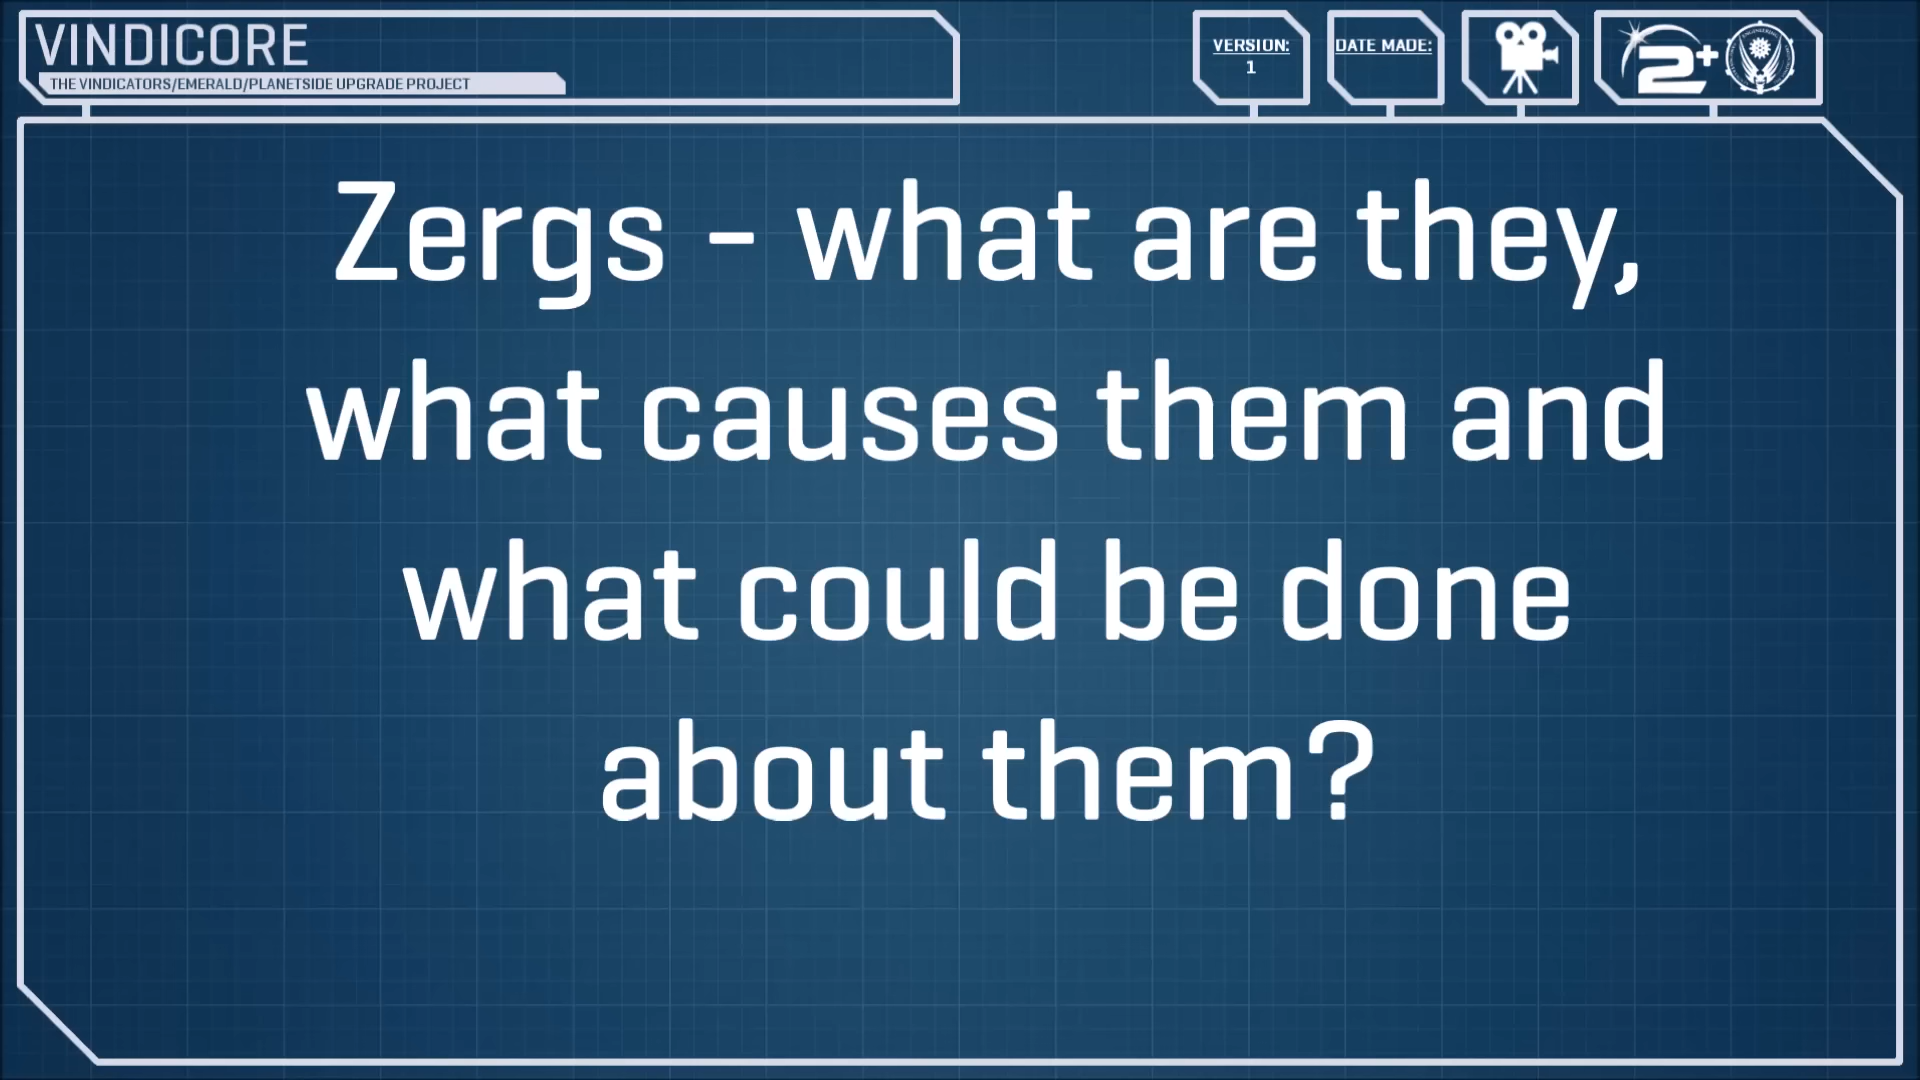 VINDICORE
THE VINDICATORS/EMERALD/PLANETSIDE UPGRADE PROJECT
VERSION:
1
DATE MADE:
2+
Zergs - what are they,
what causes them and
what could be done
about them?